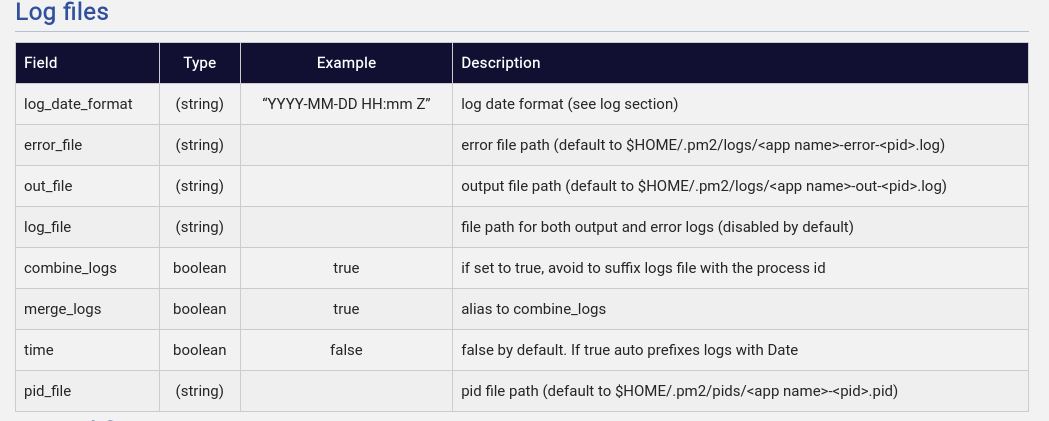 Log files
Field Type Example Description
log_date_format (string) “YYYY-MM-DD HH:mm Z” log date format (see log section)
error_file (string) error file path (default to $HOME/.pm2/logs/<app name>-error-<pid>.log)
out_file (string) output file path (default to $HOME/.pm2/logs/<app name>-out-<pid>.log)
log_file (string) file path for both output and error logs (disabled by default)
combine_logs boolean true if set to true, avoid to suffix logs file with the process id
merge_logs boolean true alias to combine_logs
time boolean false false by default. If true auto prefixes logs with Date
pid_file (string) pid file path (default to $HOME/.pm2/pids/<app name>-<pid>.pid)